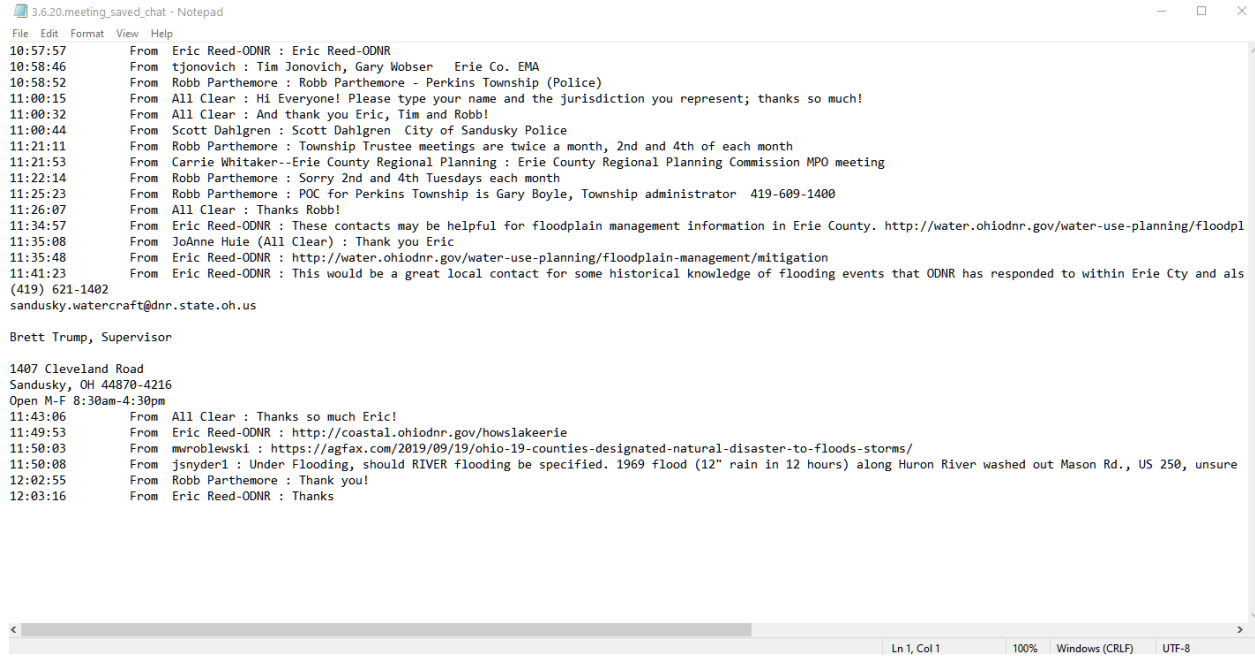 3.6.20.meeting_saved_chat - Notepad
File Edit Format View Help
10:57:57 From Eric Reed-ODNR : Eric Reed-ODNR
10:58:46 From tjonovich : Tim Jonovich, Gary Wobser Erie Co. EMA
10:58:52 From Robb Parthemore : Robb Parthemore - Perkins Township (Police)
11:00:15 From All Clear : Hi Everyone! Please type your name and the jurisdiction you represent; thanks so much!
11:00:32 From All Clear : And thank you Eric, Tim and Robb!
11:00:44 From Scott Dahlgren : Scott Dahlgren City of Sandusky Police
11:21:11 From Robb Parthemore : Township Trustee meetings are twice a month, 2nd and 4th of each month
11:21:53 From Carrie Whitaker--Erie County Regional Planning : Erie County Regional Planning Commission MPO meeting
11:22:14 From Robb Parthemore : Sorry 2nd and 4th Tuesdays each month
11:25:23 From Robb Parthemore : POC for Perkins Township is Gary Boyle, Township administrator 419-609-1400
11:26:07 From All Clear : Thanks Robb!
11:34:57 From Eric Reed-ODNR : These contacts may be helpful for floodplain management information in Erie County. http://water.ohiodnr.gov/water-use-planning/floodpl
11:35:08 From JoAnne Huie (All Clear) : Thank you Eric
11:35:48 From Eric Reed-ODNR : http://water.ohiodnr.gov/water-use-planning/floodplain-management/mitigation
11:41:23 From Eric Reed-ODNR : This would be a great local contact for some historical knowledge of flooding events that ODNR has responded to within Erie Cty and als
(419) 621-1402
sandusky.watercraft@dnr.state.oh.us
Brett Trump, Supervisor
1407 Cleveland Road
Sandusky, OH 44870-4216
Open M-F 8:30am-4:30pm
11:43:06 From All Clear : Thanks so much Eric!
11:49:53 From Eric Reed-ODNR : http://coastal.ohiodnr.gov/howslakeerie
11:50:03 From mwroblewski : https://agfax.com/2019/09/19/ohio-19-counties-designated-natural-disaster-to-floods-storms/
11:50:08 From jsnyder1 : Under Flooding, should RIVER flooding be specified. 1969 flood (12" rain in 12 hours) along Huron River washed out Mason Rd., US 250, unsure
12:02:55 From Robb Parthemore : Thank you!
12:03:16 From Eric Reed-ODNR : Thanks
Ln 1, Col 1 100% Windows (CRLF) UTF-8